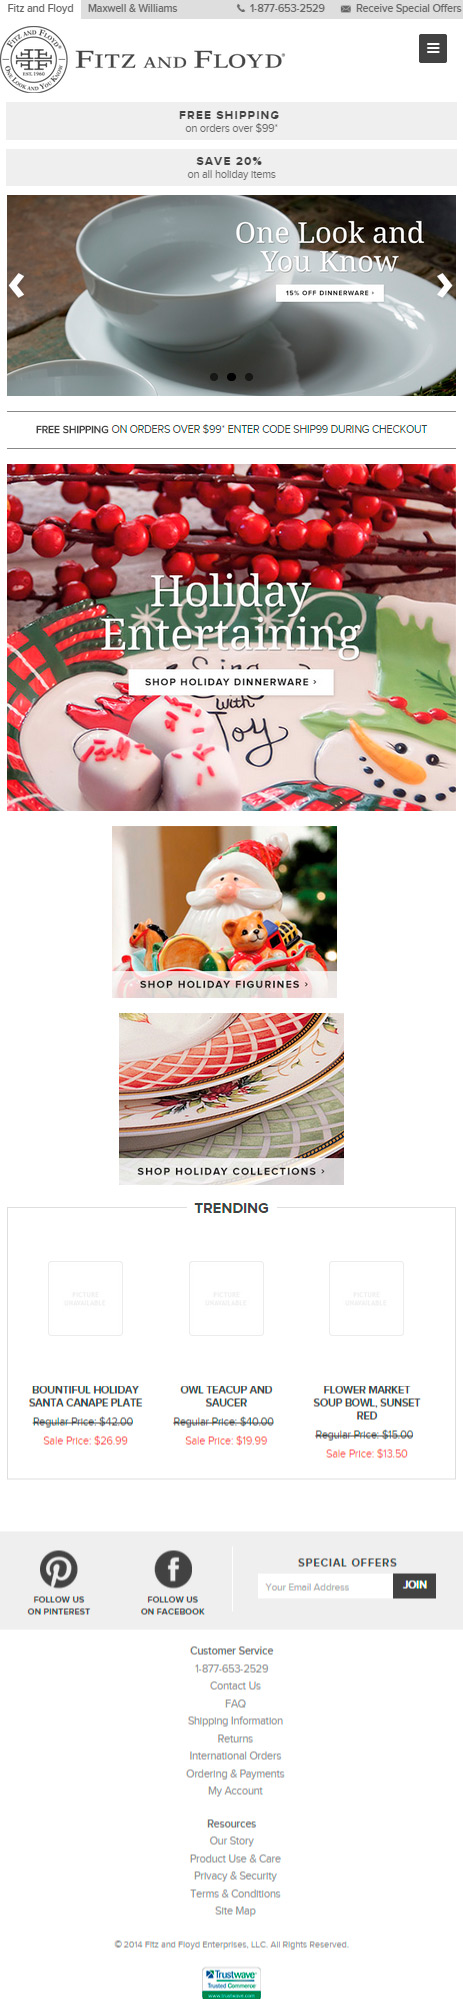 Fitz and Floyd
Maxwell & Williams
1-877-653-2529
Receive Special Offers
FITZ AND FLOYD
EST. 1960
ONE LOOK AND YOU KNOW
FITZ AND FLOYD®
FREE SHIPPING
on orders over $99*
SAVE 20%
on all holiday items
One Look and
You Know
15% OFF DINNERWARE ›
FREE SHIPPING ON ORDERS OVER $99* ENTER CODE SHIP99 DURING CHECKOUT
Holiday
Entertaining
SHOP HOLIDAY DINNERWARE ›
Sing
with
Joy
SHOP HOLIDAY FIGURINES ›
SHOP HOLIDAY COLLECTIONS ›
TRENDING
PICTURE
UNAVAILABLE
PICTURE
UNAVAILABLE
PICTURE
UNAVAILABLE
BOUNTIFUL HOLIDAY
SANTA CANAPE PLATE
Regular Price: $42.00
Sale Price: $26.99
OWL TEACUP AND
SAUCER
Regular Price: $40.00
Sale Price: $19.99
FLOWER MARKET
SOUP BOWL, SUNSET
RED
Regular Price: $15.00
Sale Price: $13.50
FOLLOW US
ON PINTEREST
FOLLOW US
ON FACEBOOK
SPECIAL OFFERS
Your Email Address
JOIN
Customer Service
1-877-653-2529
Contact Us
FAQ
Shipping Information
Returns
International Orders
Ordering & Payments
My Account
Resources
Our Story
Product Use & Care
Privacy & Security
Terms & Conditions
Site Map
© 2014 Fitz and Floyd Enterprises, LLC. All Rights Reserved.
Trustwave®
Trusted Commerce
www.trustwave.com